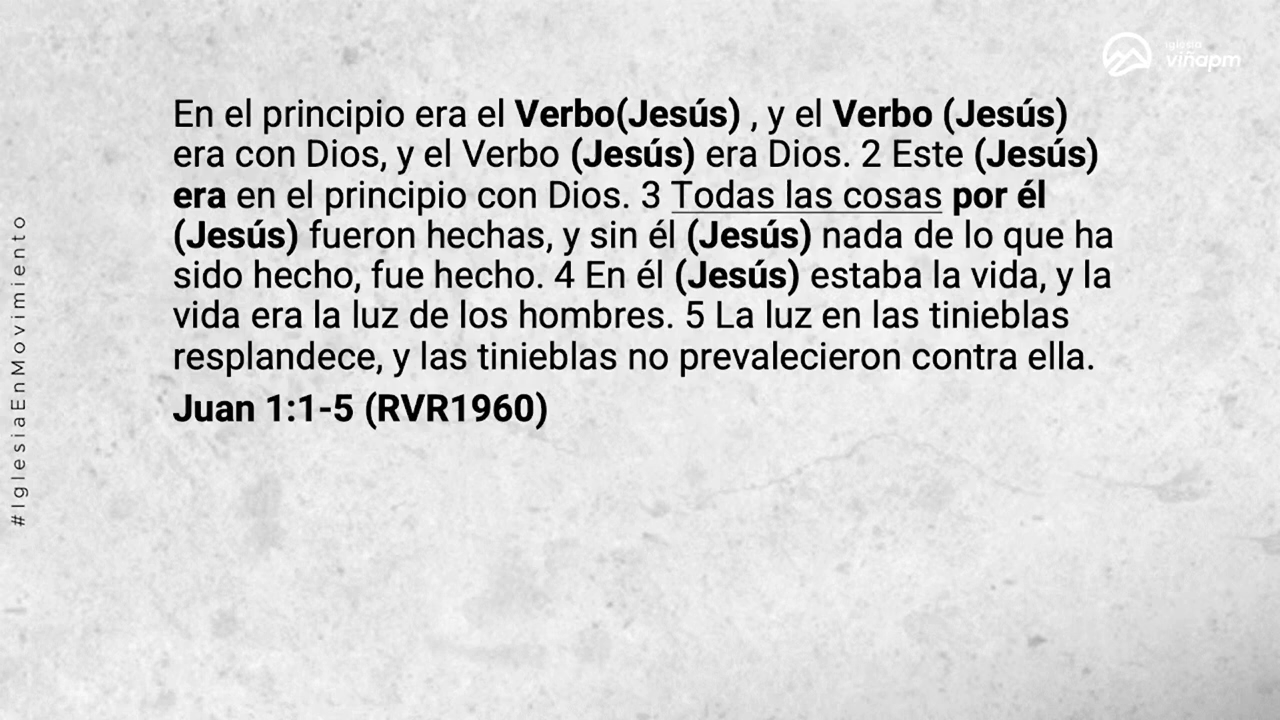 iglesia
viñapm
En el principio era el Verbo(Jesús) , y el Verbo (Jesús)
era con Dios, y el Verbo (Jesús) era Dios. 2 Este (Jesús)
era en el principio con Dios. 3 Todas las cosas por él
(Jesús) fueron hechas, y sin él (Jesús) nada de lo que ha
sido hecho, fue hecho. 4 En él (Jesús) estaba la vida, y la
vida era la luz de los hombres. 5 La luz en las tinieblas
resplandece, y las tinieblas no prevalecieron contra ella.
Juan 1:1-5 (RVR1960)
#IglesiaEnMovimiento